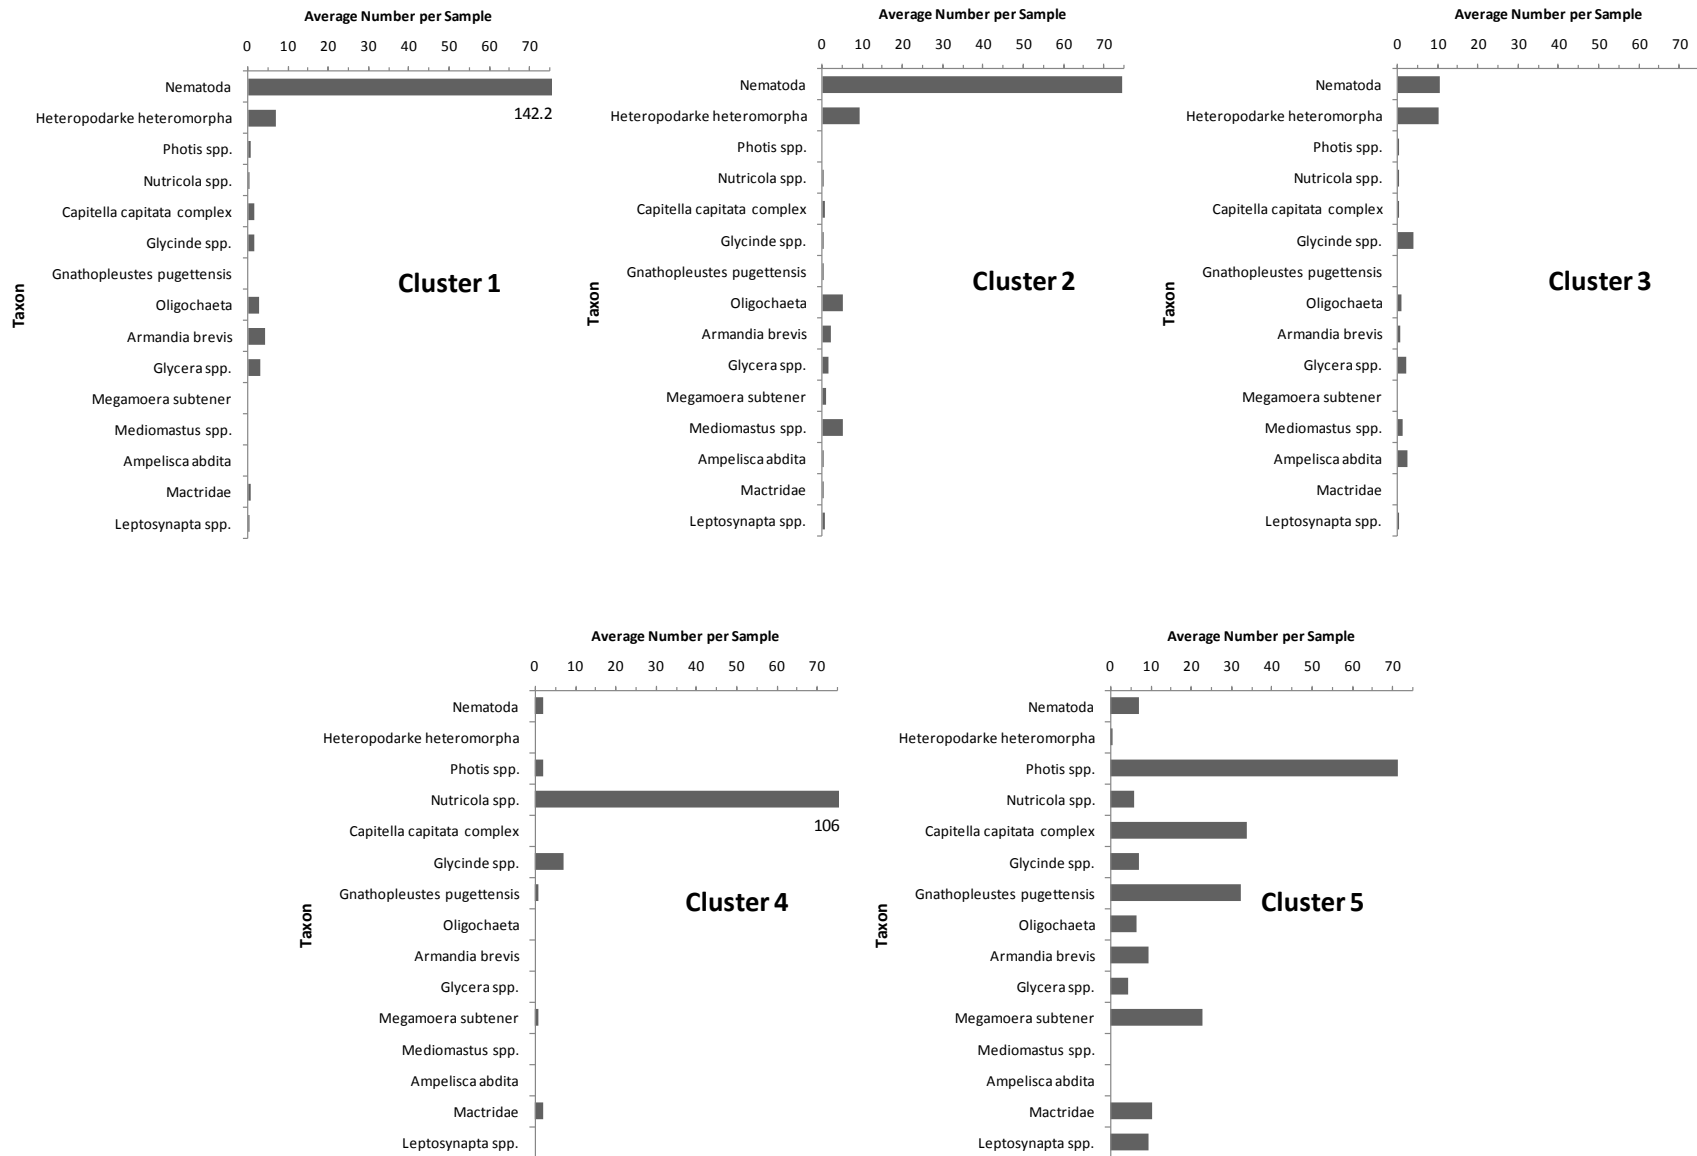 Average Number per Sample
0 10 20 30 40 50 60 70
Nematoda
142.2
Heteropodarke heteromorpha
Photis spp.
Nutricola spp.
Capitella capitata complex
Glycinde spp.
Gnathopleustes pugettensis
Cluster 1
Taxon
Oligochaeta
Armandia brevis
Glycera spp.
Megamoera subtener
Mediomastus spp.
Ampelisca abdita
Mactridae
Leptosynapta spp.
Average Number per Sample
0 10 20 30 40 50 60 70
Nematoda
Heteropodarke heteromorpha
Photis spp.
Nutricola spp.
Capitella capitata complex
Glycinde spp.
Gnathopleustes pugettensis
Cluster 2
Taxon
Oligochaeta
Armandia brevis
Glycera spp.
Megamoera subtener
Mediomastus spp.
Ampelisca abdita
Mactridae
Leptosynapta spp.
Average Number per Sample
0 10 20 30 40 50 60 70
Nematoda
Heteropodarke heteromorpha
Photis spp.
Nutricola spp.
Capitella capitata complex
Glycinde spp.
Gnathopleustes pugettensis
Cluster 3
Taxon
Oligochaeta
Armandia brevis
Glycera spp.
Megamoera subtener
Mediomastus spp.
Ampelisca abdita
Mactridae
Leptosynapta spp.
Average Number per Sample
0 10 20 30 40 50 60 70
Nematoda
Heteropodarke heteromorpha
Photis spp.
Nutricola spp.
106
Capitella capitata complex
Glycinde spp.
Gnathopleustes pugettensis
Cluster 4
Taxon
Oligochaeta
Armandia brevis
Glycera spp.
Megamoera subtener
Mediomastus spp.
Ampelisca abdita
Mactridae
Leptosynapta spp.
Average Number per Sample
0 10 20 30 40 50 60 70
Nematoda
Heteropodarke heteromorpha
Photis spp.
Nutricola spp.
Capitella capitata complex
Glycinde spp.
Gnathopleustes pugettensis
Cluster 5
Taxon
Oligochaeta
Armandia brevis
Glycera spp.
Megamoera subtener
Mediomastus spp.
Ampelisca abdita
Mactridae
Leptosynapta spp.